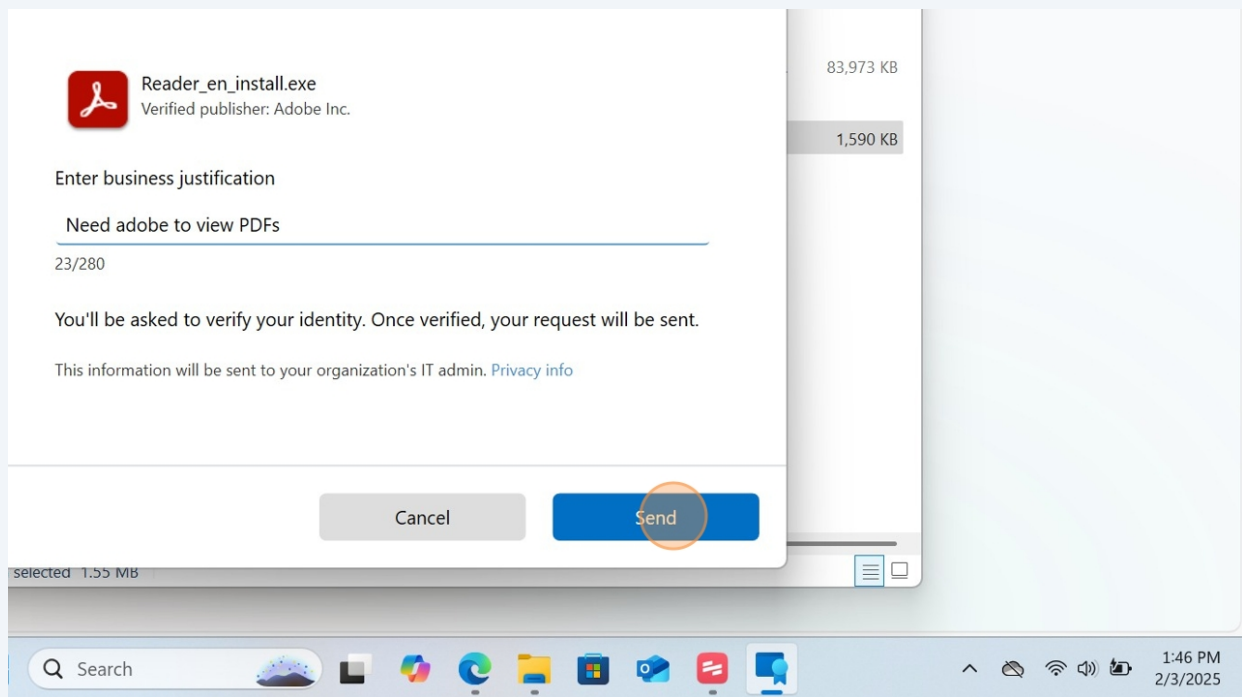 Reader_en_install.exe
Verified publisher: Adobe Inc.
83,973 KB
1,590 KB
Enter business justification
Need adobe to view PDFs
23/280
You'll be asked to verify your identity. Once verified, your request will be sent.
This information will be sent to your organization's IT admin. Privacy info
Cancel
Send
selected 1.55 MB
Search
1:46 PM
2/3/2025